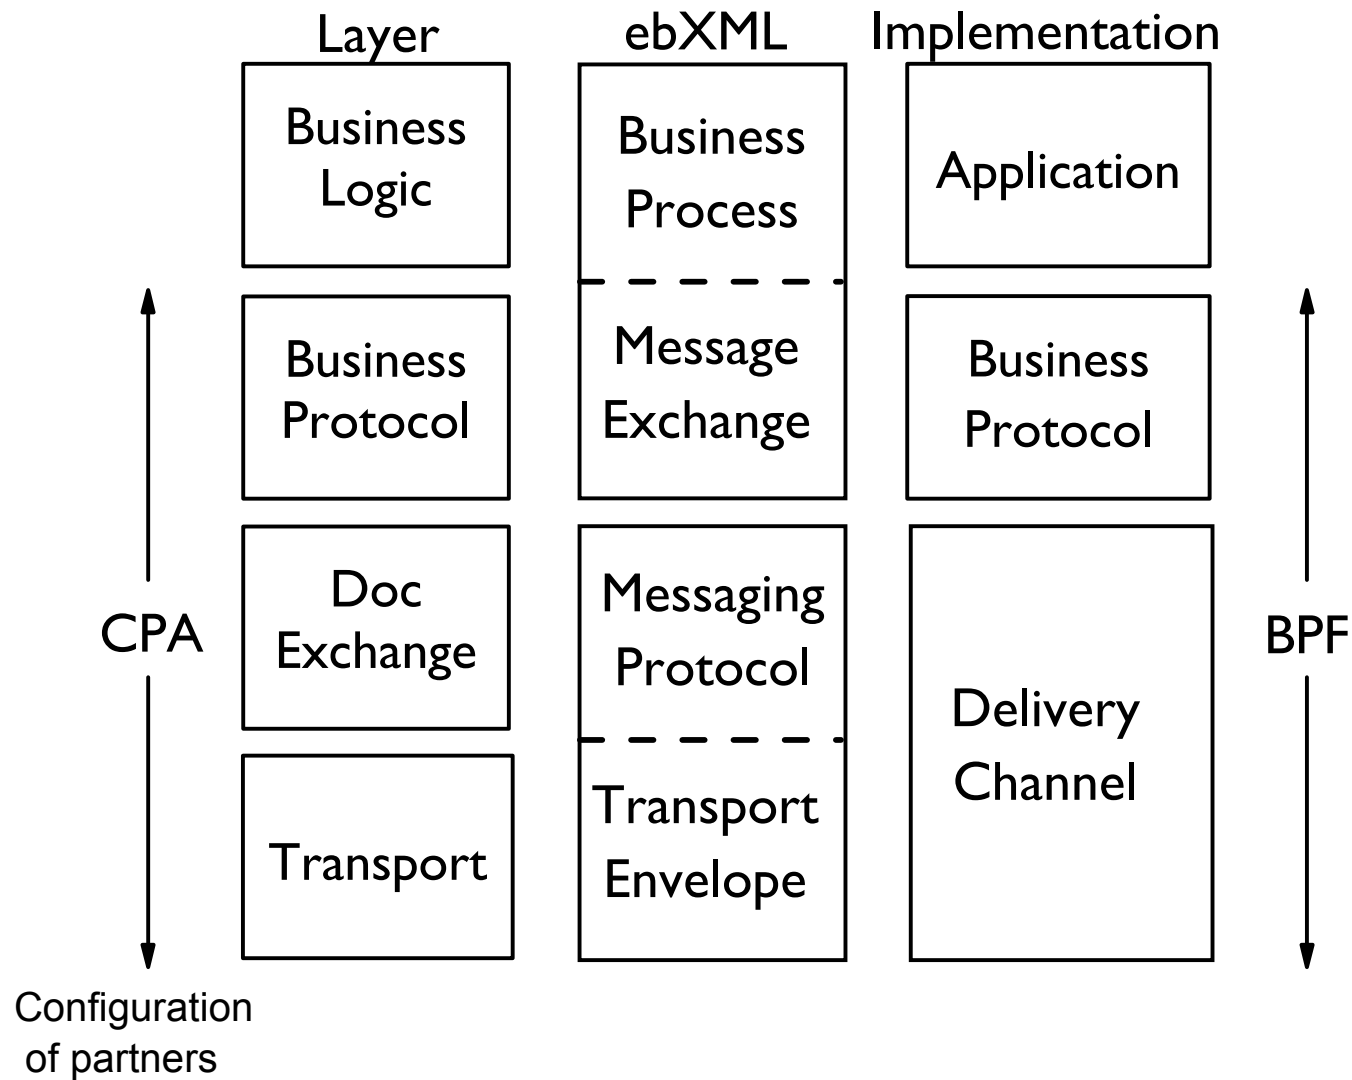 Layer
ebXML
Implementation
Business
Logic
Business
Process
Application
Business
Protocol
Message
Exchange
Business
Protocol
CPA
Doc
Exchange
Messaging
Protocol
Delivery
Channel
BPF
Transport
Transport
Envelope
Configuration
of partners